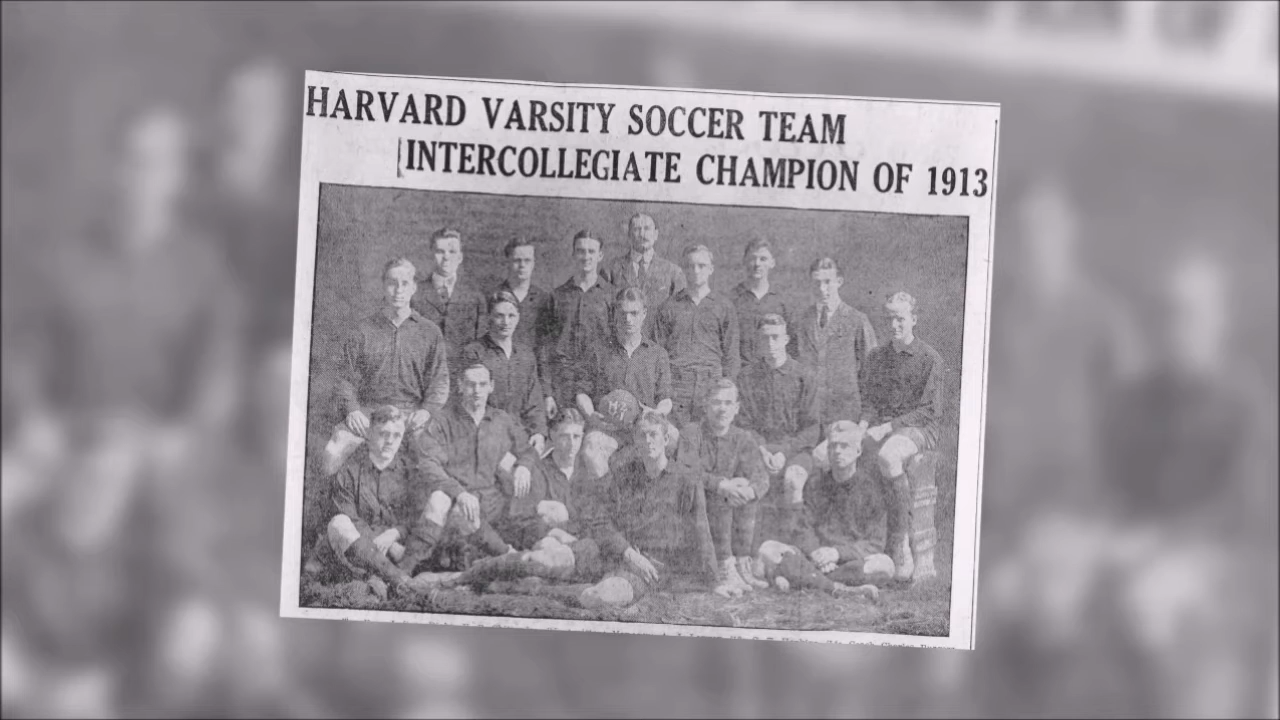 HARVARD VARSITY SOCCER TEAM
INTERCOLLEGIATE CHAMPION OF 1913